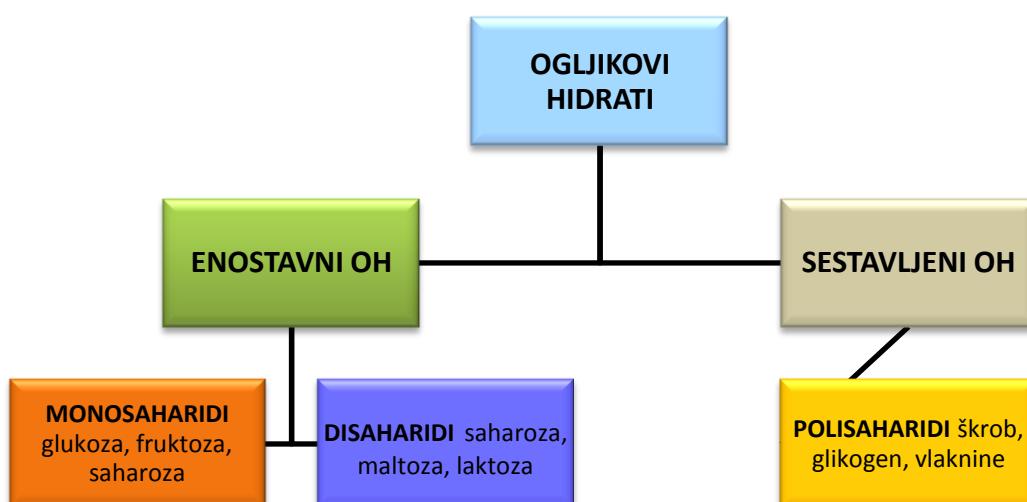 OGLJIKOVI
HIDRATI
ENOSTAVNI OH
SESTAVLJENI OH
MONOSAHARIDI
glukoza, fruktoza,
saharoza
DISAHARIDI saharoza,
maltoza, laktoza
POLISAHARIDI škrob,
glikogen, vlaknine